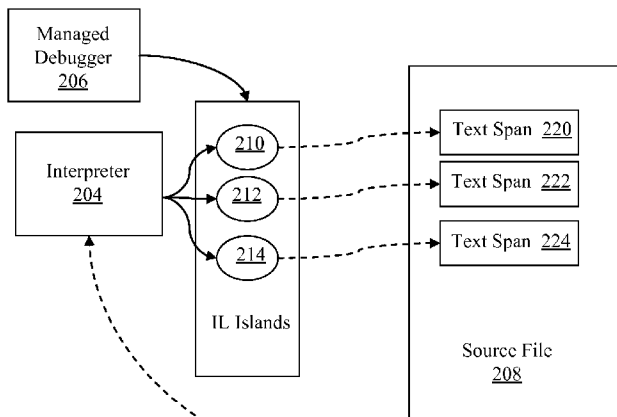 Managed
Debugger
206
Interpreter
204
210
212
214
IL Islands
Text Span 220
Text Span 222
Text Span 224
Source File
208